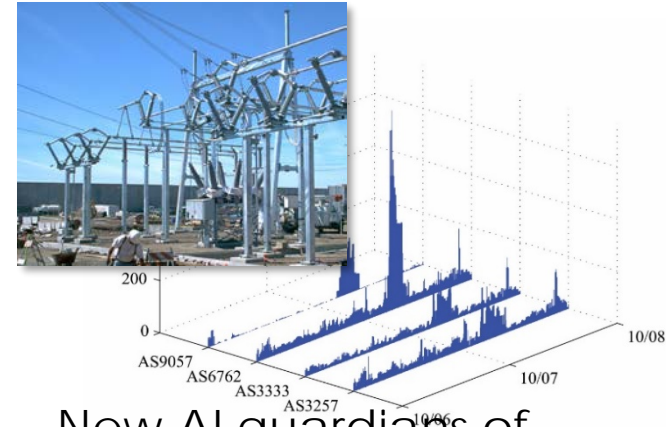 200
0
AS9057
AS6762
AS3333
AS3257
10/06
10/07
10/08
New AI guardians of